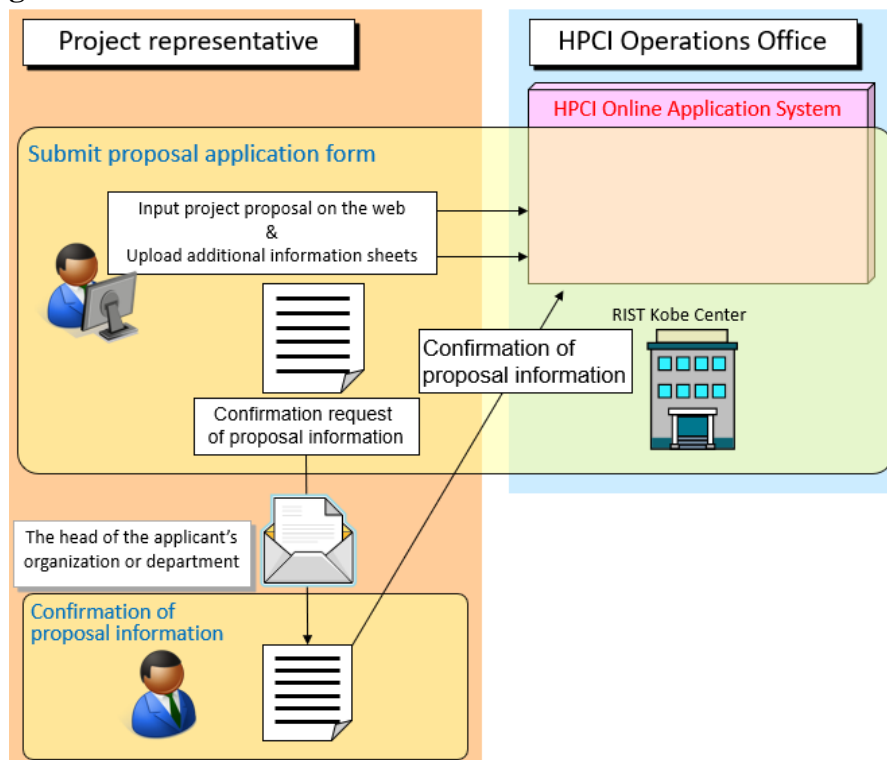 Project representative
HPCI Operations Office
HPCI Online Application System
Submit proposal application form
Input project proposal on the web
&
Upload additional information sheets
RIST Kobe Center
Confirmation of
proposal information
Confirmation request
of proposal information
The head of the applicant's
organization or department
Confirmation of
proposal information